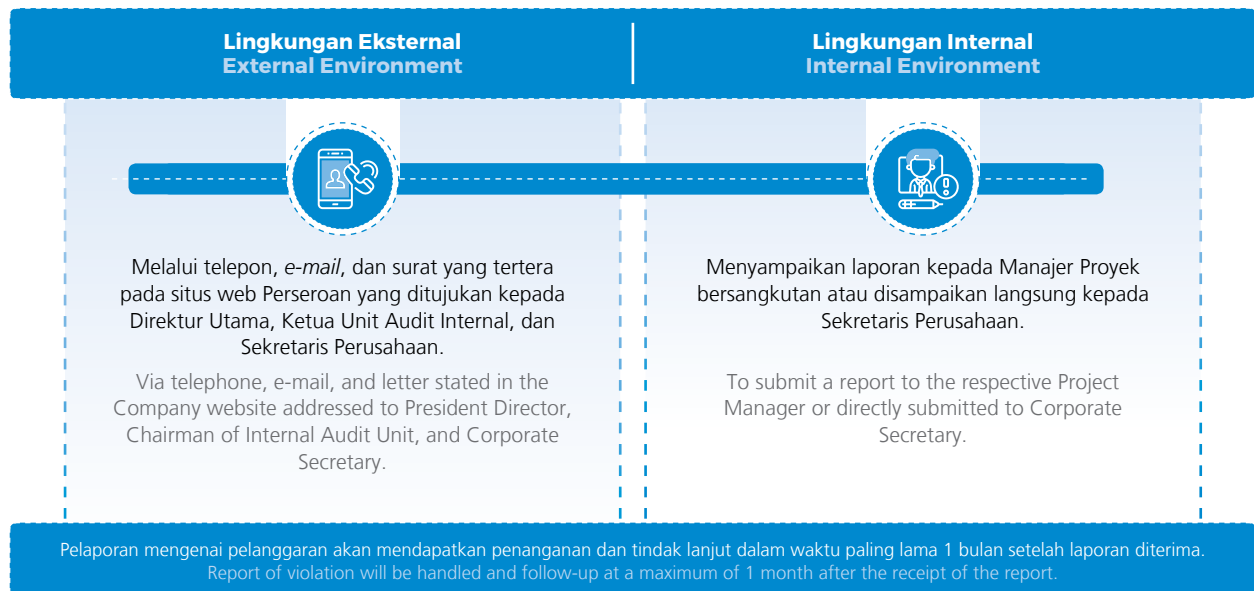 Lingkungan Eksternal
External Environment
Lingkungan Internal
Internal Environment
Melalui telepon, e-mail, dan surat yang tertera
pada situs web Perseroan yang ditujukan kepada
Direktur Utama, Ketua Unit Audit Internal, dan
Sekretaris Perusahaan.
Via telephone, e-mail, and letter stated in the
Company website addressed to President Director,
Chairman of Internal Audit Unit, and Corporate
Secretary.
Menyampaikan laporan kepada Manajer Proyek
bersangkutan atau disampaikan langsung kepada
Sekretaris Perusahaan.
To submit a report to the respective Project
Manager or directly submitted to Corporate
Secretary.
Pelaporan mengenai pelanggaran akan mendapatkan penanganan dan tindak lanjut dalam waktu paling lama 1 bulan setelah laporan diterima.
Report of violation will be handled and follow-up at a maximum of 1 month after the receipt of the report.